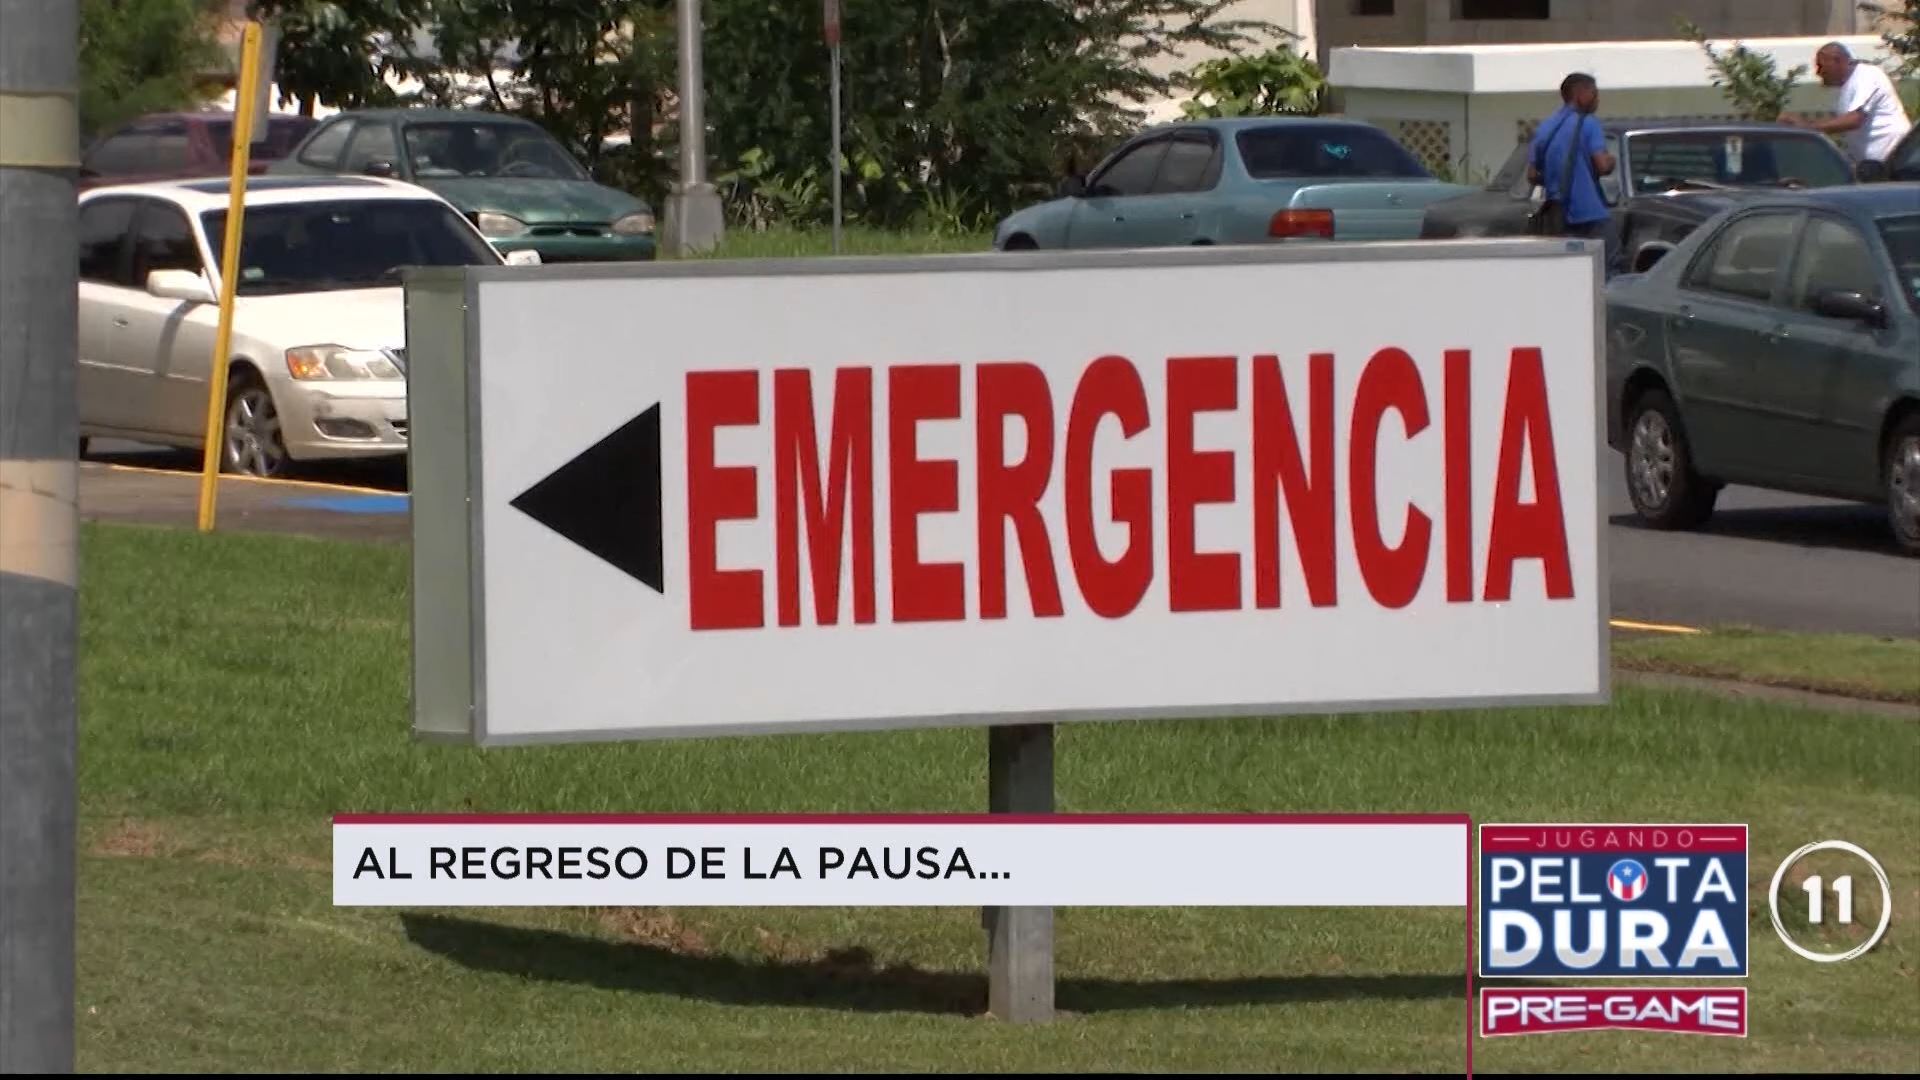 EMERGENCIA
AL REGRESO DE LA PAUSA...
JUGANDO
PELOTA
DURA
PRE-GAME
11